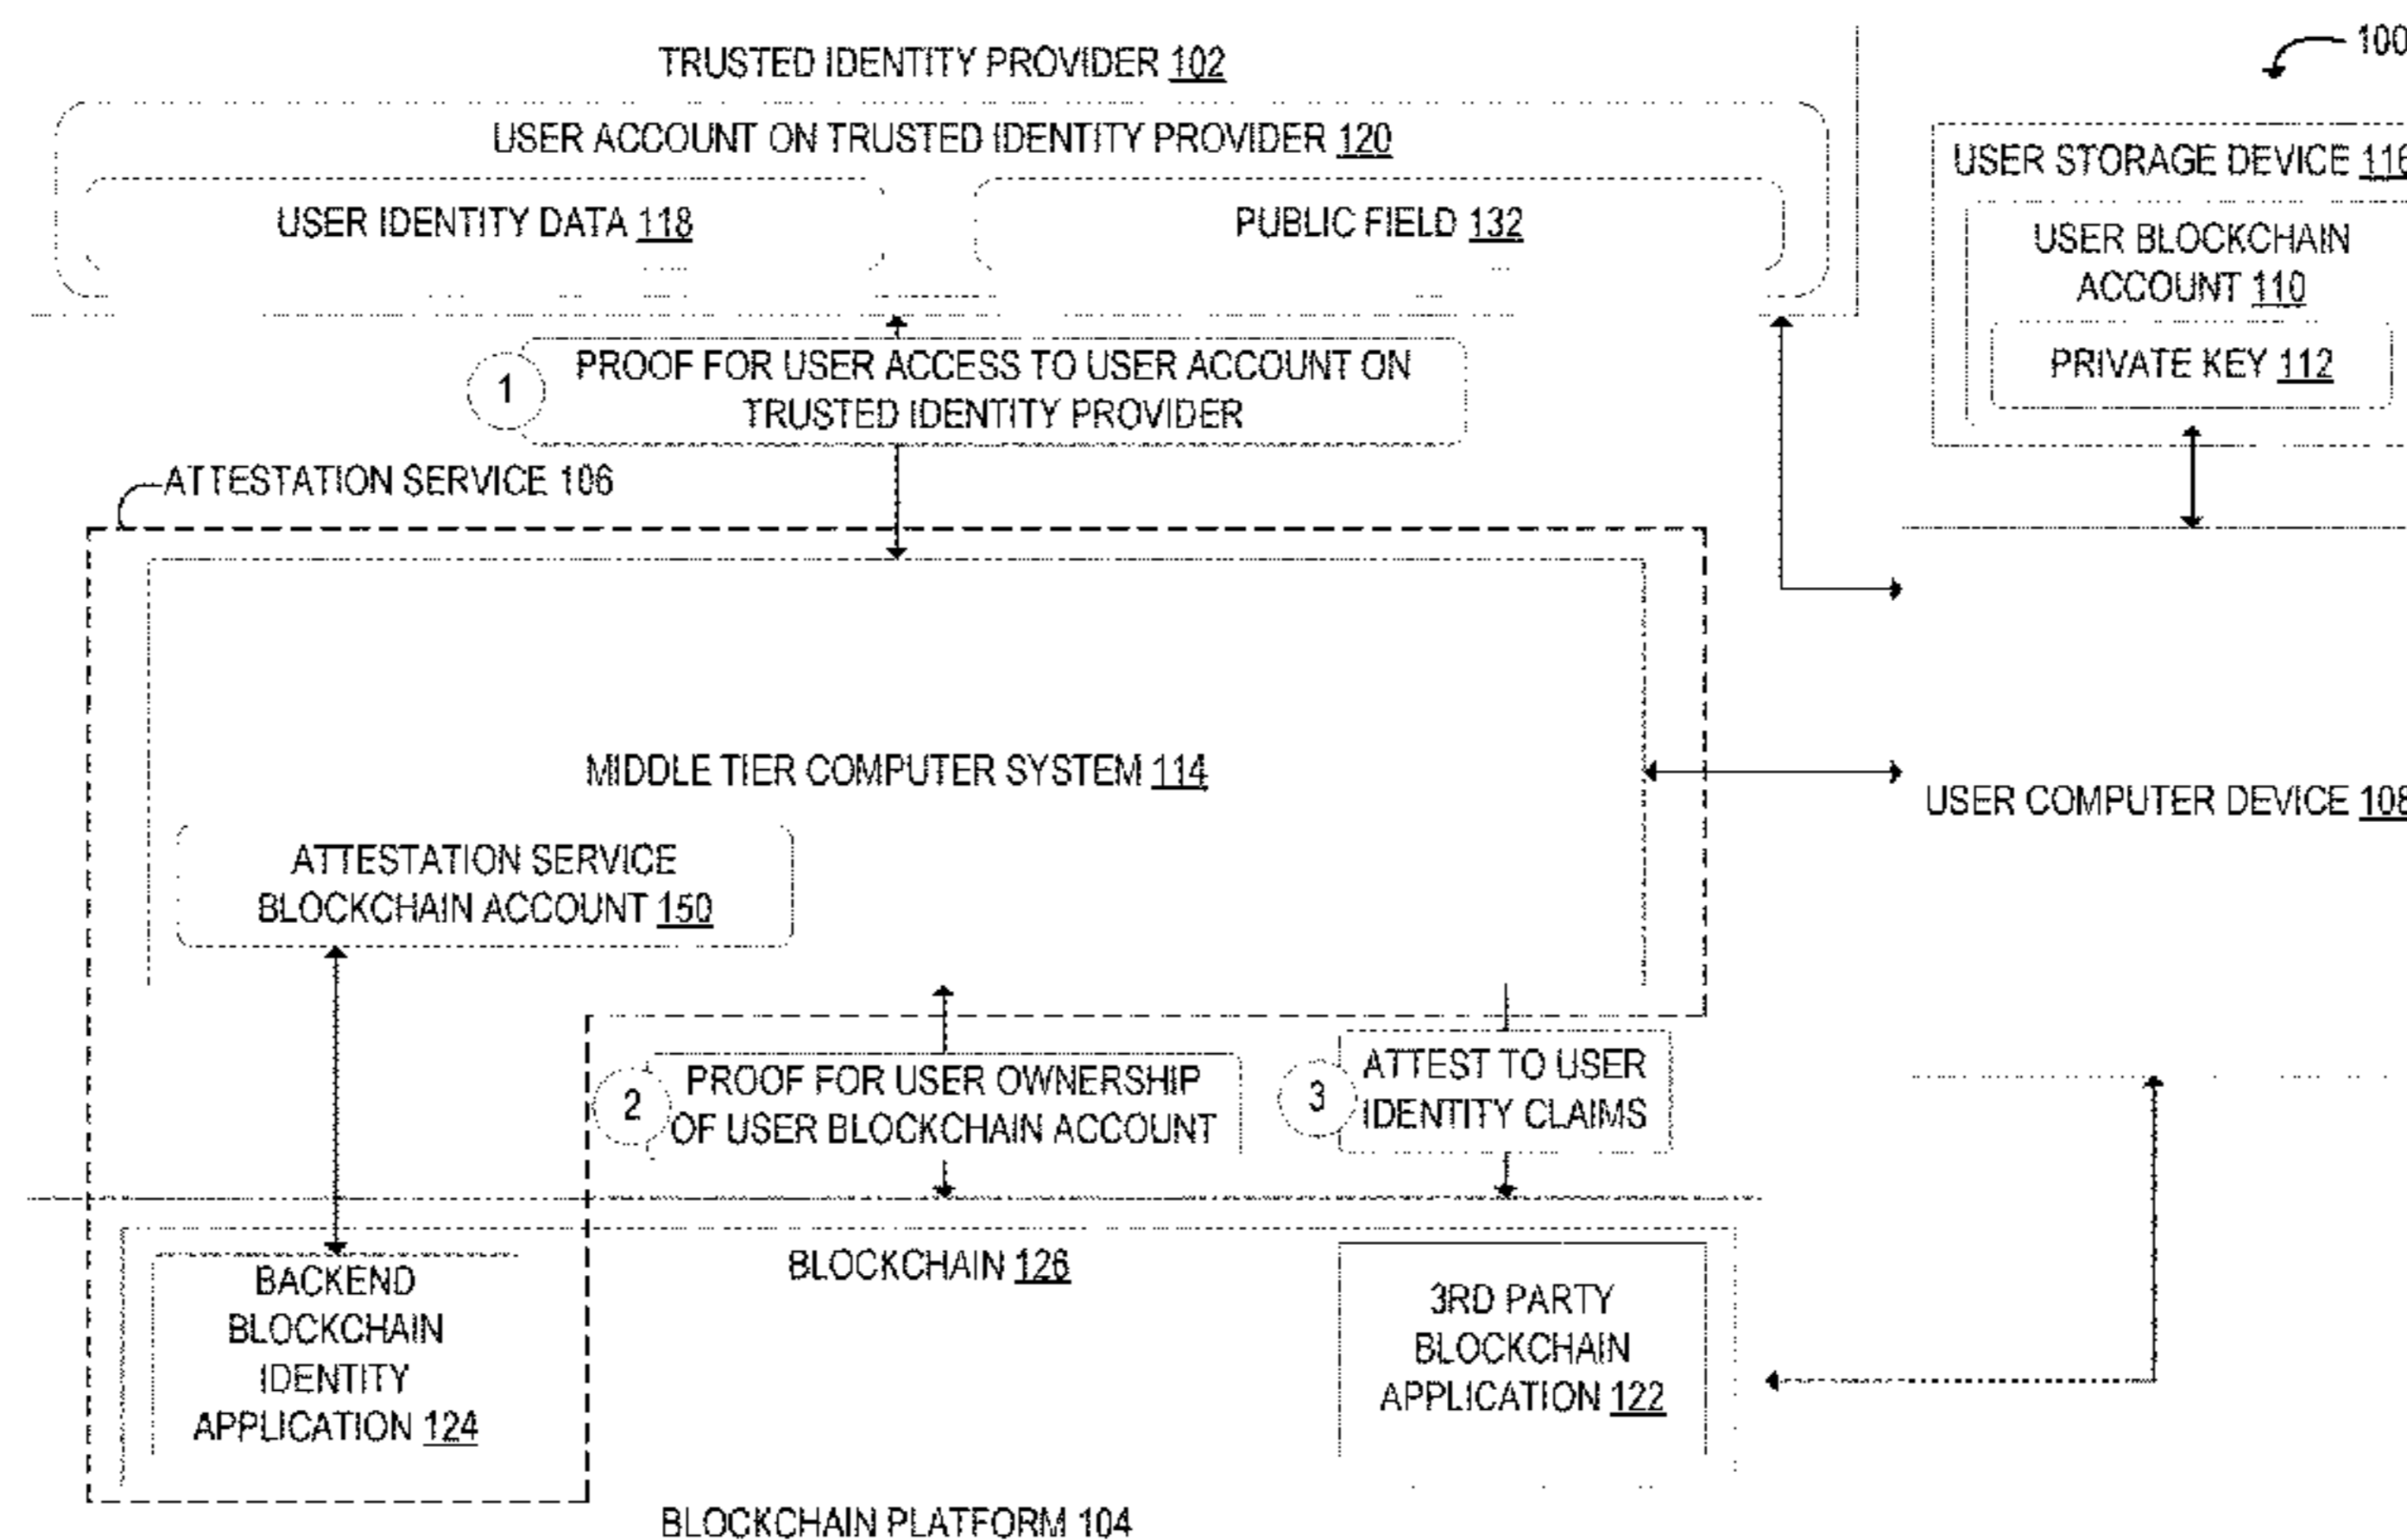 100
TRUSTED IDENTITY PROVIDER 102
USER ACCOUNT ON TRUSTED IDENTITY PROVIDER 120
USER IDENTITY DATA 118
PUBLIC FIELD 132
USER STORAGE DEVICE 116
USER BLOCKCHAIN
ACCOUNT 110
PRIVATE KEY 112
1
PROOF FOR USER ACCESS TO USER ACCOUNT ON
TRUSTED IDENTITY PROVIDER
ATTESTATION SERVICE 106
MIDDLE TIER COMPUTER SYSTEM 114
USER COMPUTER DEVICE 108
ATTESTATION SERVICE
BLOCKCHAIN ACCOUNT 150
2
PROOF FOR USER OWNERSHIP
OF USER BLOCKCHAIN ACCOUNT
3
ATTEST TO USER
IDENTITY CLAIMS
BLOCKCHAIN 126
BACKEND
BLOCKCHAIN
IDENTITY
APPLICATION 124
3RD PARTY
BLOCKCHAIN
APPLICATION 122
BLOCKCHAIN PLATFORM 104